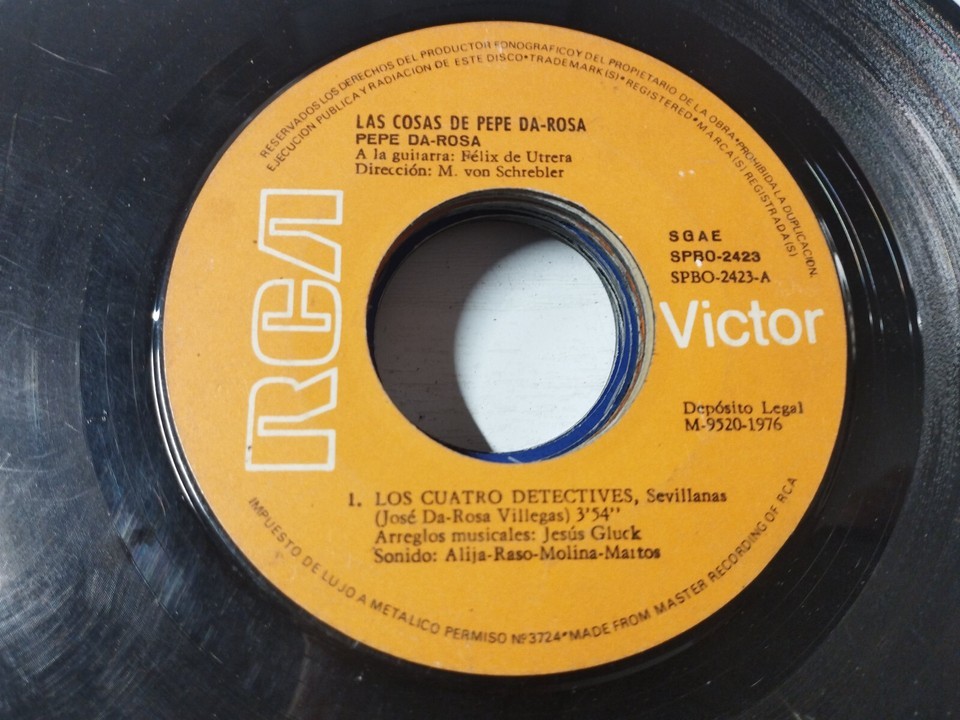 RESERVADOS LOS DERECHOS DEL PRODUCTOR FONOGRAFICO Y DEL PROPIETARIO DE LA OBRA•PROHIBIDA LA DUPLICACION.
EJECUCION PUBLICA Y RADIACION DE ESTE DISCO•TRADEMARK(S)•REGISTERED•MARCA(S) REGISTRADA(S)
LAS COSAS DE PEPE DA-ROSA
PEPE DA-ROSA
A la guitarra: Félix de Utrera
Dirección: M. von Schrebler
RCA
SGAE
SPBO-2423
SPBO-2423-A
Victor
Depósito Legal
M-9520-1976
1. LOS CUATRO DETECTIVES, Sevillanas
(José Da-Rosa Villegas) 3'54"
Arreglos musicales: Jesús Gluck
Sonido: Alija-Raso-Molina-Martos
IMPUESTO DE LUJO A METALICO PERMISO Nº 3724•MADE FROM MASTER RECORDING OF RCA